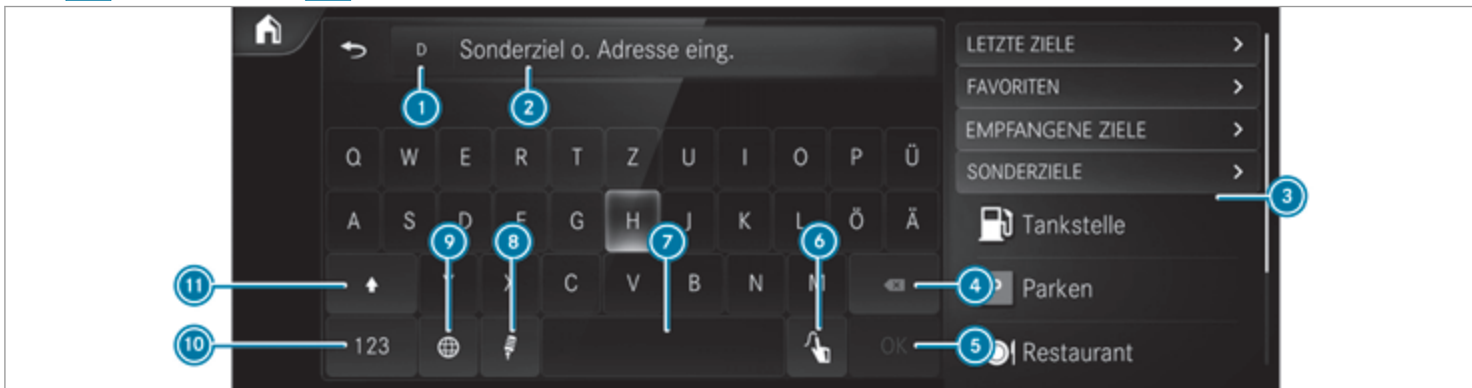 D Sonderziel o. Adresse eing.
1 2
Q W E R T Z U I O P Ü
A S D F G H J K L Ö Ä
9 8 7 6
11 Y X C V B N M 4
10 123 OK 5
LETZTE ZIELE
FAVORITEN
EMPFANGENE ZIELE
SONDERZIELE
3
Tankstelle
P Parken
Restaurant